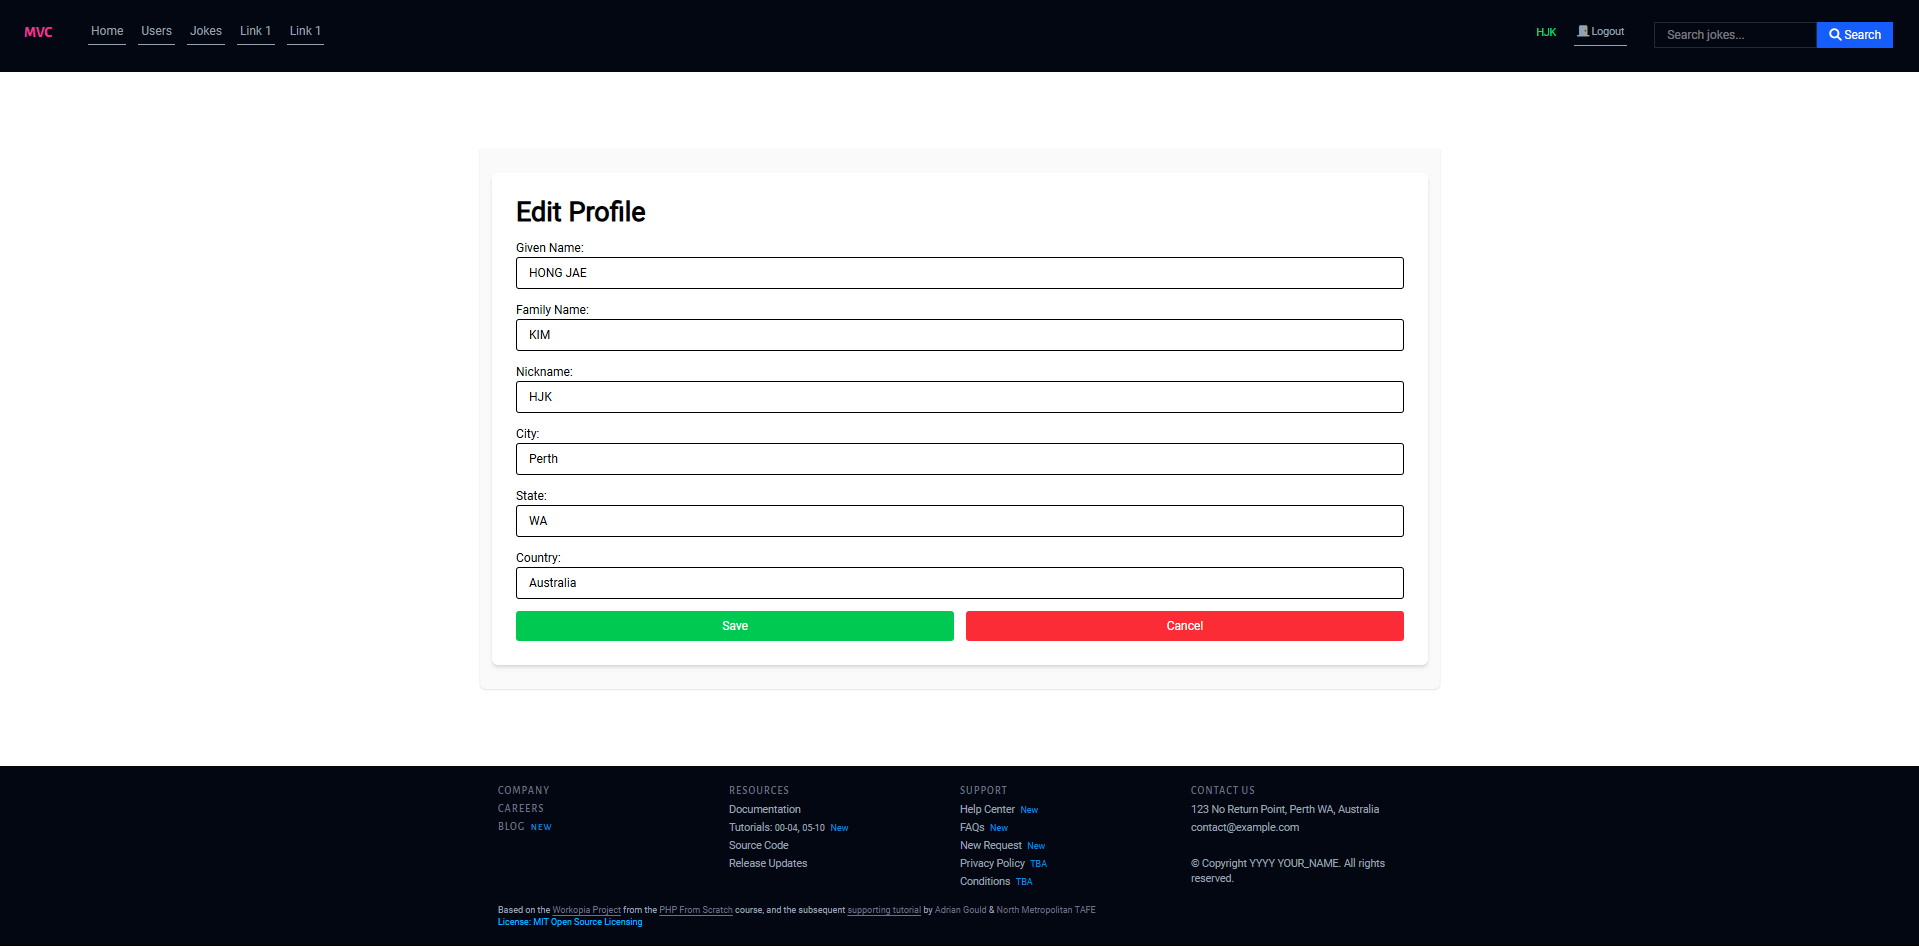 MVC Home Users Jokes Link 1 Link 1 HJK Logout Search jokes... Search
Edit Profile
Given Name:
HONG JAE
Family Name:
KIM
Nickname:
HJK
City:
Perth
State:
WA
Country:
Australia
Save Cancel
COMPANY
CAREERS
BLOG NEW
RESOURCES
Documentation
Tutorials: 00-04, 05-10 New
Source Code
Release Updates
SUPPORT
Help Center New
FAQs New
New Request New
Privacy Policy TBA
Conditions TBA
CONTACT US
123 No Return Point, Perth WA, Australia
contact@example.com
© Copyright YYYY YOUR_NAME. All rights
reserved.
Based on the Workopia Project from the PHP From Scratch course, and the subsequent supporting tutorial by Adrian Gould & North Metropolitan TAFE
License: MIT Open Source Licensing